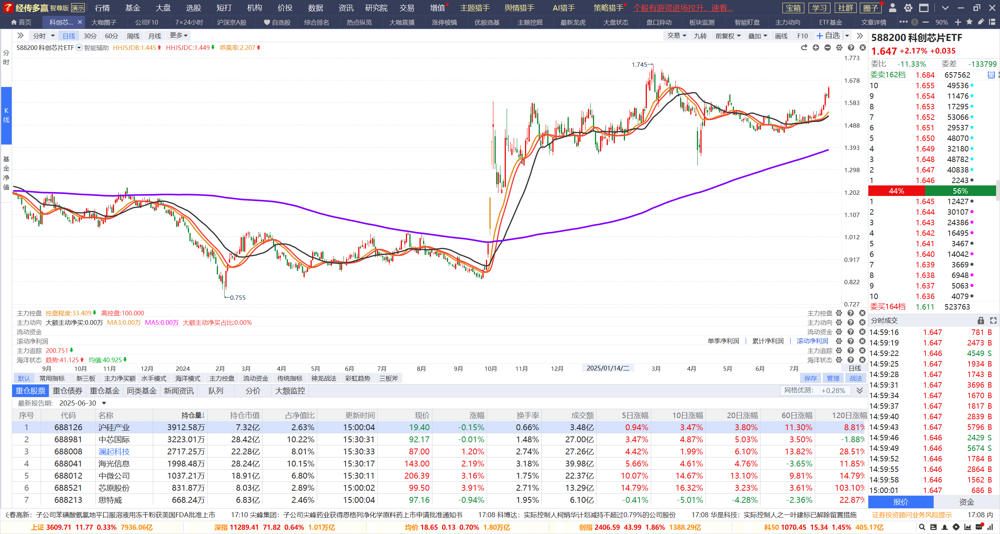 经传多赢 智尊版 演示 行情 基金 大盘 选股 短打 机构 价投 数据 资讯 研究院 交易 增值 主题猎手 舆情猎手 AI猎手 策略猎手 个股有游资进场拉升，速看... 宝箱 学习 社群 圈子
首页 科创芯... 大咖圈子 公司F10 7×24小时 沪深京A股 自选股 综合排名 热点纵览 大咖直播 涨停棱镜 优股选基 主题挖掘 最新龙虎 大盘状态 盘口异动 板块监测 智能盯盘 主力动向 ETF基金 文章详情 90%
分时 日线 30分 60分 周线 月线 更多 交易 九转 前复权 叠加 画线 F10 自选
588200 科创芯片ETF 智能辅助 HHJSJDB:1.445 HHJSJDC:1.449 乖离率:2.207
分时
K线
基金净值
1.745
0.755
1.773
1.678
1.583
1.488
1.393
1.298
1.202
1.107
1.012
0.917
0.822
0.727
主力控盘 控盘程度:33.409 高控盘:100.000 主力控盘
主力动向 大额主动净买:0.00万 MA3:0.00万 MA5:0.00万 大额主动净买占比:0.00% 主力动向
流动资金 流动资金
滚动净利润 单季净利润 累计净利润 滚动净利润
主力追踪 200.751 主力追踪
海洋状态 趋势:41.125 均值:40.925 海洋状态
9月 10月 11月 12月 2024 2月 3月 4月 5月 6月 7月 8月 9月 10月 11月 12月 2025/01/14/二 3月 4月 5月 6月 7月 日线
默认 常用指标 新三板 主力净买额 水手模式 海洋模式 主力控盘 流动资金 传统指标 神龙战法 彩虹趋势 三板斧 保存 管理 战法
重仓股票 重仓债券 重仓基金 同类基金 新闻资讯 队列 分价 大额监控 网格优测： +0.28%
最新报告期: 2025-06-30
序号 代码 名称 持仓量↓ 持仓市值 占净值比 更新时间 现价 涨幅 换手率 成交额 5日涨幅 10日涨幅 20日涨幅 60日涨幅 120日涨幅
1 688126 沪硅产业 3912.58万 7.32亿 2.63% 15:00:04 19.40 -0.15% 0.66% 3.48亿 0.94% 3.47% 3.80% 11.30% 8.81%
2 688981 中芯国际 3223.01万 28.42亿 10.22% 15:30:31 92.17 -0.01% 1.48% 27.00亿 3.47% 4.87% 5.03% 3.50% -1.88%
3 688008 澜起科技 2717.25万 22.28亿 8.01% 15:30:33 87.00 1.20% 2.74% 27.26亿 4.42% 1.99% 6.10% 13.82% 28.51%
4 688041 海光信息 1998.48万 28.24亿 10.15% 15:30:17 143.00 2.19% 3.18% 39.98亿 5.66% 4.61% 4.76% -3.65% 11.85%
5 688012 中微公司 1037.21万 18.91亿 6.80% 15:30:11 206.39 3.16% 1.75% 22.37亿 10.07% 14.67% 13.10% 9.81% 14.79%
6 688521 芯原股份 831.87万 8.03亿 2.89% 15:00:02 99.50 3.91% 2.71% 13.29亿 14.79% 16.32% 3.23% 3.61% 103.10%
7 688213 思特威 668.24万 6.83亿 2.46% 15:00:04 97.16 -0.94% 1.95% 6.10亿 -0.41% -5.01% -4.28% -2.36% 22.87%
588200 科创芯片ETF
1.647 +2.17% +0.035
委比 -11.33% 委差 -133799
委卖162档 1.684 657562 量
10 1.655 49536
9 1.654 11476
8 1.653 17295
7 1.652 53066
6 1.651 29537
5 1.650 48070
4 1.649 32180
3 1.648 48782
2 1.647 40838
1 1.646 2243
44% 56%
1 1.645 12427
2 1.644 30107
3 1.643 24386
4 1.642 16495
5 1.641 3467
6 1.640 14042
7 1.639 3669
8 1.638 6948
9 1.637 5063
10 1.636 4079
委买164档 1.611 523763
分时成交
14:59:16 1.647 781 B
14:59:19 1.647 2473 B
14:59:22 1.646 4549 S
14:59:25 1.647 1934 B
14:59:28 1.647 1743 B
14:59:31 1.647 3696 B
14:59:34 1.647 1670 B
14:59:37 1.647 1817 B
14:59:40 1.647 2839 B
14:59:43 1.647 5796 B
14:59:46 1.646 2429 S
14:59:49 1.646 5674 S
14:59:52 1.646 1784 B
14:59:55 1.646 2864 B
14:59:58 1.646 1562 B
15:00:01 1.647 686 B
报价 资金
长春高新：子公司苯磺酸氨氯地平口服溶液用冻干粉获美国FDA批准上市 17:10 尖峰集团：子公司尖峰药业获得恩格列净化学原料药上市申请批准通知书 17:08 科博达：实际控制人柯炳华计划减持不超过0.79%的公司股份 17:08 华是科技：实际控制人之一叶建标已解除留置措施 证券投资顾问业务风险提示 17:08 内
上证 3609.71 11.77 0.33% 7936.06亿 深指 11289.41 71.82 0.64% 1.01万亿 均价 18.65 0.13 0.70% 1.80万亿 创指 2406.59 43.99 1.86% 1388.29亿 科50 1070.45 15.34 1.45% 405.17亿